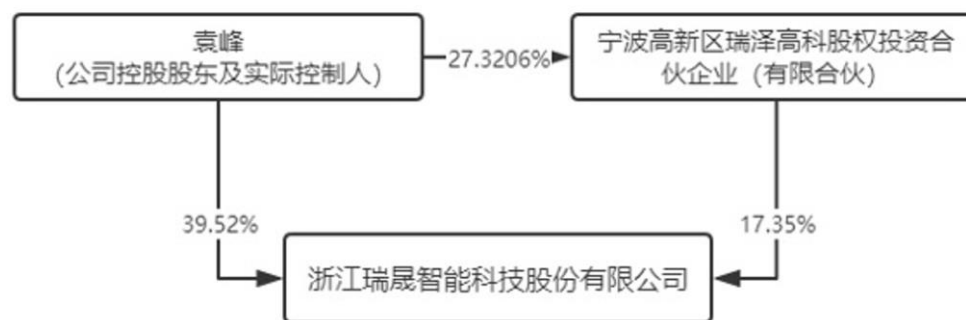 袁峰
(公司控股股东及实际控制人)
27.3206%
宁波高新区瑞泽高科股权投资合
伙企业（有限合伙）
39.52%
17.35%
浙江瑞晟智能科技股份有限公司